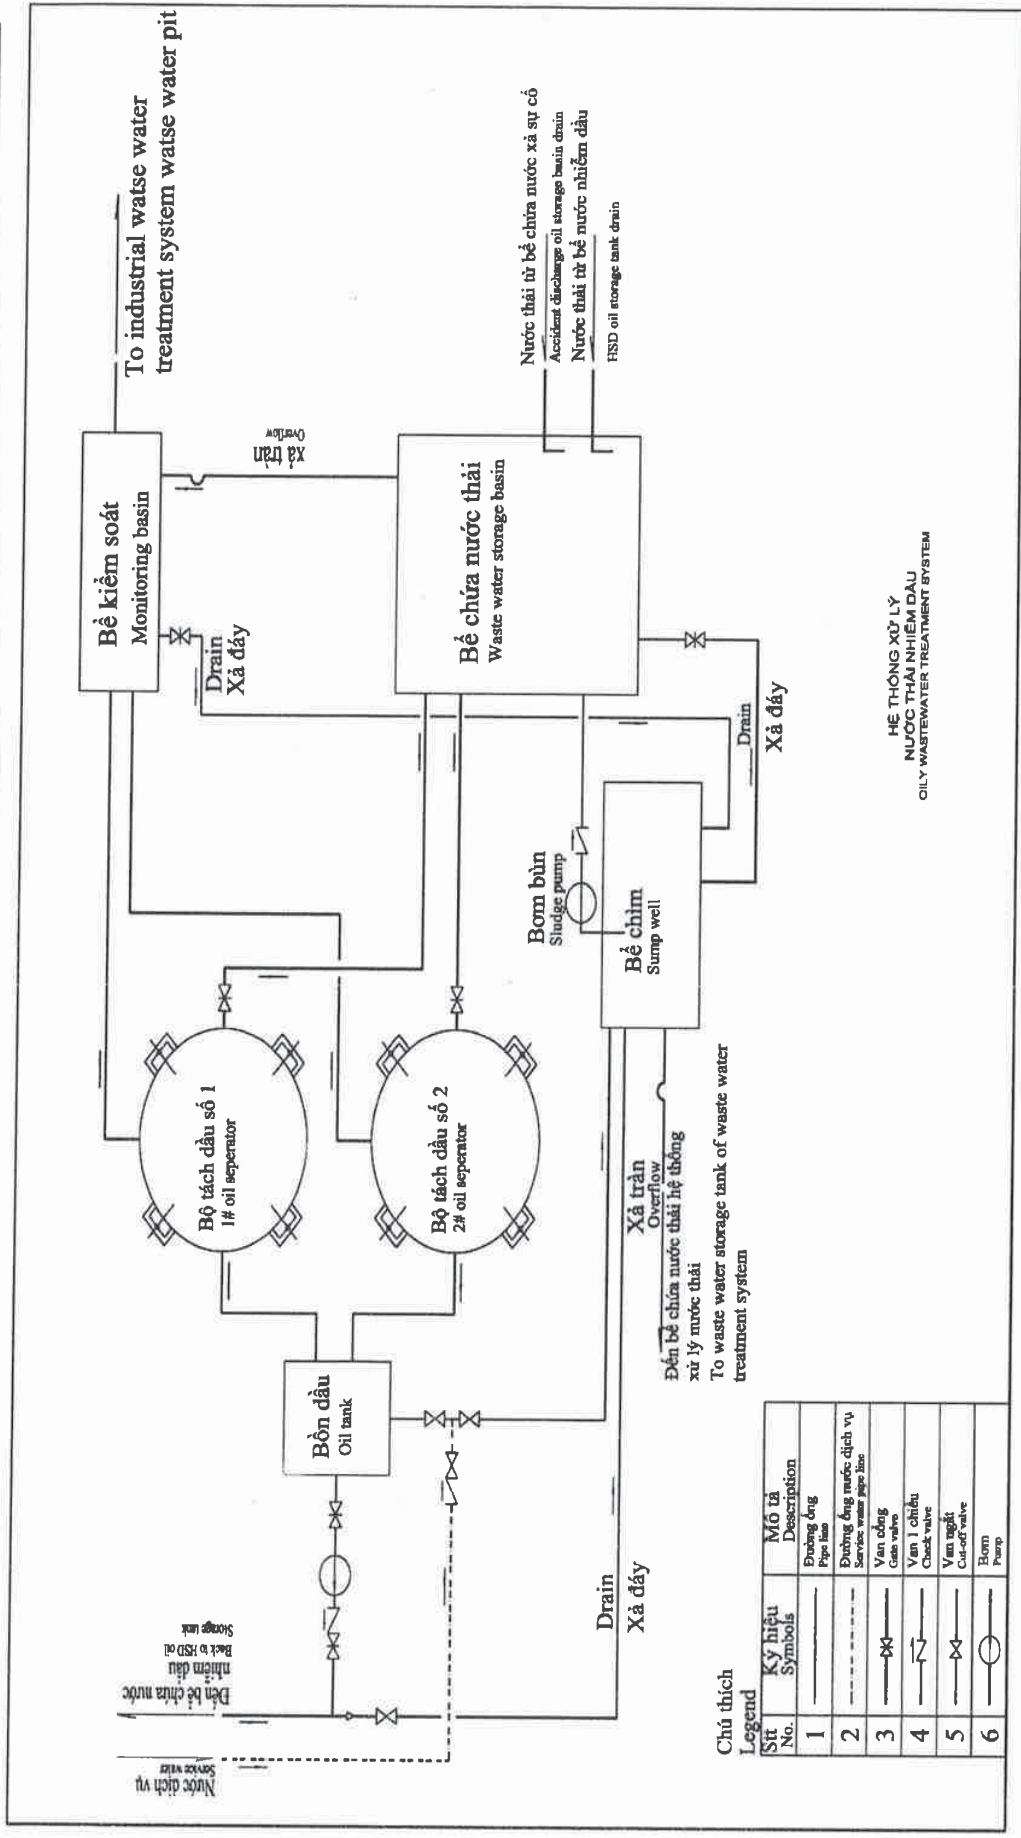 To industrial watse water
treatment system watse water pit
Bể kiểm soát
Monitoring basin
Drain
Xả đáy
xả tràn
Overflow
Nước thải từ bể chứa nước xả sự cố
Accident discharge oil storage basin drain
Nước thải từ bể nước nhiễm dầu
HSD oil storage tank drain
Bể chứa nước thải
Waste water storage basin
Bộ tách dầu số 1
1# oil seperator
Bộ tách dầu số 2
2# oil seperator
Bồn dầu
Oil tank
Bơm bùn
Sludge pump
Bể chìm
Sump well
Drain
Xả đáy
Xả tràn
Overflow
Đến bể chứa nước thải hệ thống
xử lý nước thải
To waste water storage tank of waste water
treatment system
Đến bể chứa nước
nhiễm dầu
Back to HSD oil
Storage tank
Nước dịch vụ
Service water
Drain
Xả đáy
HỆ THỐNG XỬ LÝ
NƯỚC THẢI NHIỄM DẦU
OILY WASTEWATER TREATMENT SYSTEM
Chú thích
Legend
Stt
No.
Ký hiệu
Symbols
Mô tả
Description
1
Đường ống
Pipe line
2
Đường ống nước dịch vụ
Service water pipe line
3
Van cổng
Gate valve
4
Van 1 chiều
Check valve
5
Van ngắt
Cut-off valve
6
Bơm
Pump